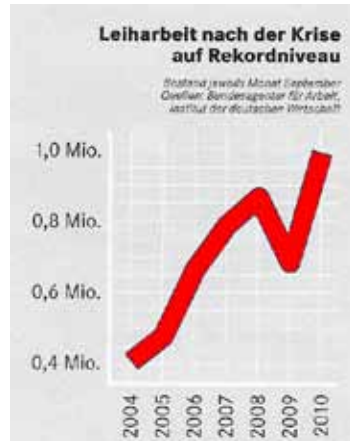 Leiharbeit nach der Krise
auf Rekordniveau
Bestand jeweils Monat September
Quellen: Bundesagentur für Arbeit,
Institut der deutschen Wirtschaft
1,0 Mio.
0,8 Mio.
0,6 Mio.
0,4 Mio.
2004
2005
2006
2007
2008
2009
2010